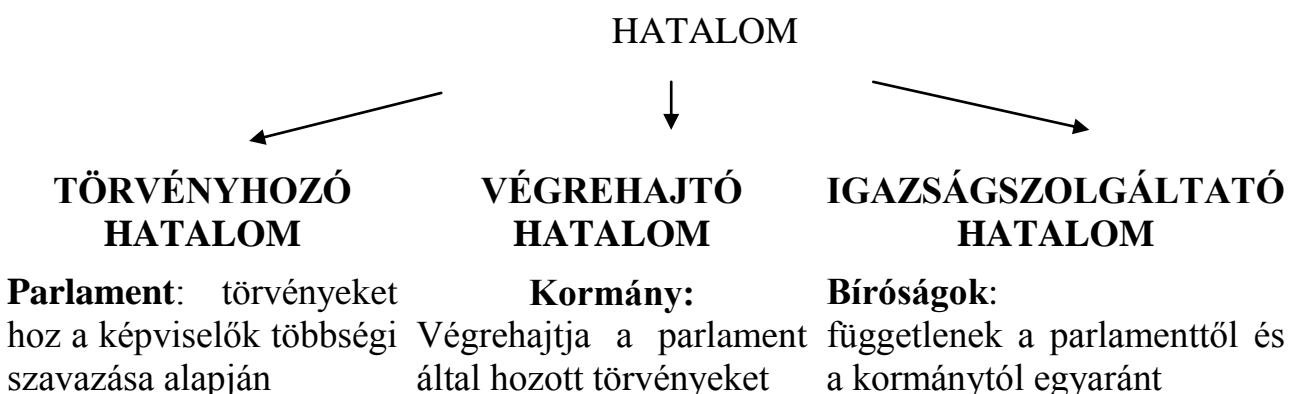 HATALOM
TÖRVÉNYHOZÓ
HATALOM
Parlament: törvényeket
hoz a képviselők többségi
szavazása alapján
VÉGREHAJTÓ
HATALOM
Kormány:
Végrehajtja a parlament
által hozott törvényeket
IGAZSÁGSZOLGÁLTATÓ
HATALOM
Bíróságok:
függetlenek a parlamenttől és
a kormánytól egyaránt